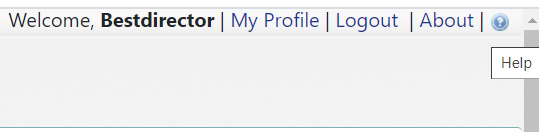 Welcome, Bestdirector | My Profile | Logout | About | ?
Help